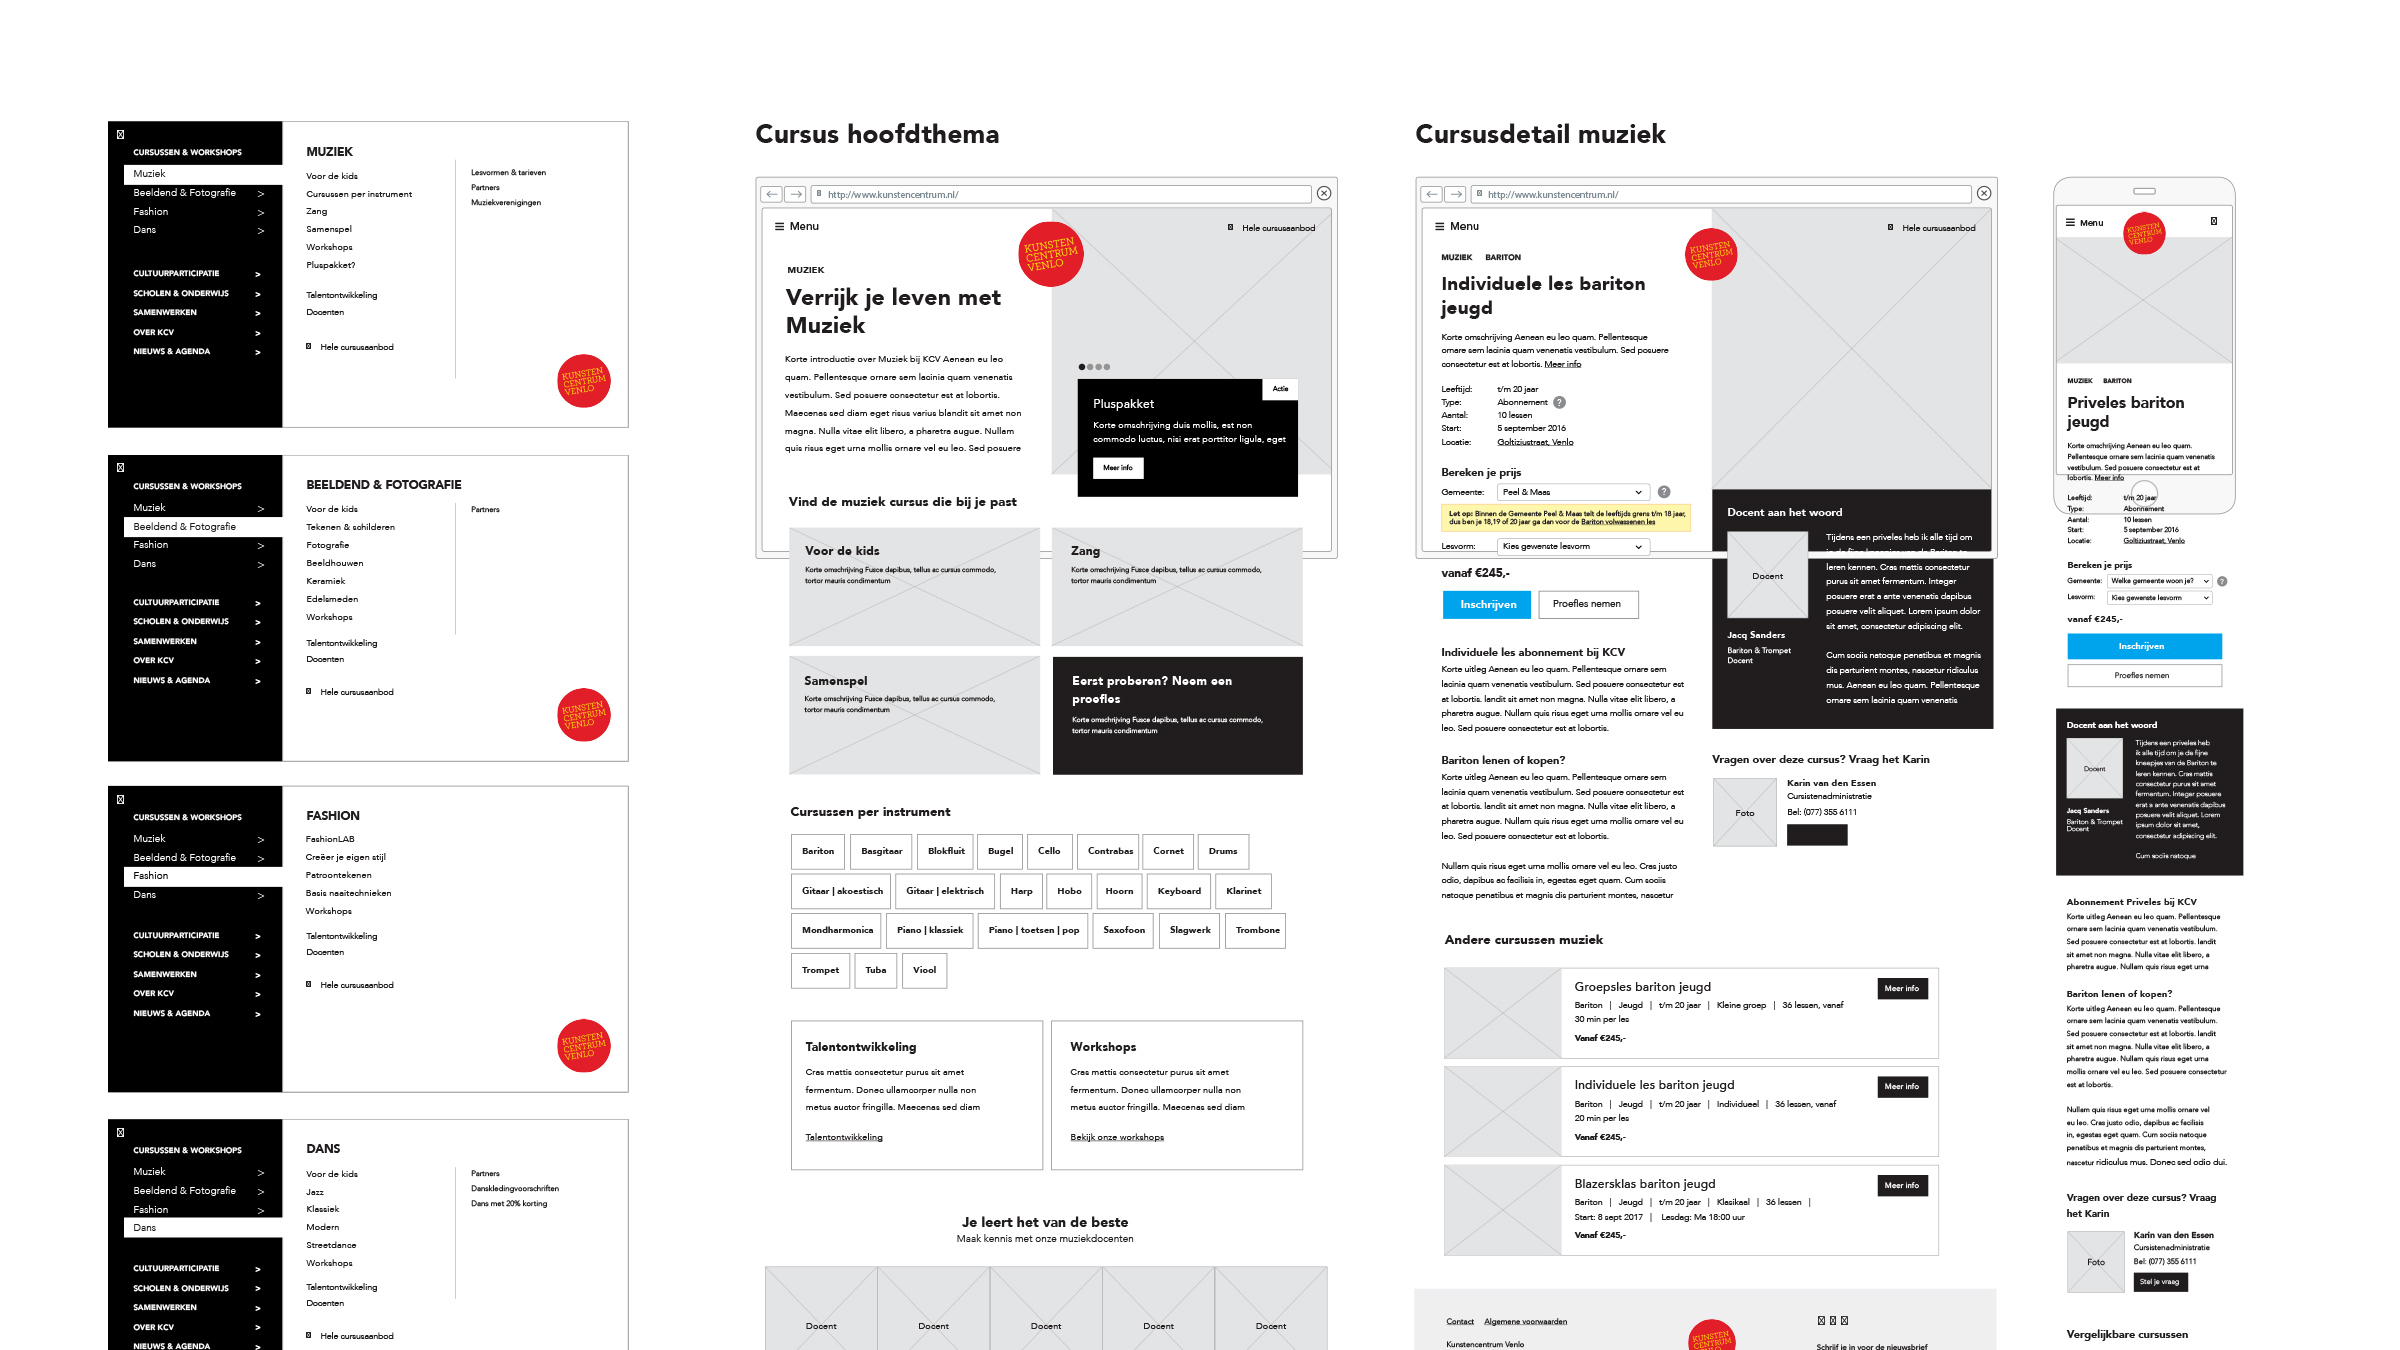 CURSUSSEN & WORKSHOPS
Muziek
Beeldend & Fotografie >
Fashion >
Dans >
CULTUURPARTICIPATIE >
SCHOLEN & ONDERWIJS >
SAMENWERKEN >
OVER KCV >
NIEUWS & AGENDA >
MUZIEK
Voor de kids
Cursussen per instrument
Zang
Samenspel
Workshops
Pluspakket?
Talentontwikkeling
Docenten
Hele cursusaanbod
Lesvormen & tarieven
Partners
Muziekverenigingen
KUNSTEN
CENTRUM
VENLO
CURSUSSEN & WORKSHOPS
Muziek >
Beeldend & Fotografie
Fashion >
Dans >
CULTUURPARTICIPATIE >
SCHOLEN & ONDERWIJS >
SAMENWERKEN >
OVER KCV >
NIEUWS & AGENDA >
BEELDEND & FOTOGRAFIE
Voor de kids
Tekenen & schilderen
Fotografie
Beeldhouwen
Keramiek
Edelsmeden
Workshops
Talentontwikkeling
Docenten
Hele cursusaanbod
Partners
KUNSTEN
CENTRUM
VENLO
CURSUSSEN & WORKSHOPS
Muziek >
Beeldend & Fotografie >
Fashion
Dans >
CULTUURPARTICIPATIE >
SCHOLEN & ONDERWIJS >
SAMENWERKEN >
OVER KCV >
NIEUWS & AGENDA >
FASHION
FashionLAB
Creëer je eigen stijl
Patroontekenen
Basis naaitechnieken
Workshops
Talentontwikkeling
Docenten
Hele cursusaanbod
KUNSTEN
CENTRUM
VENLO
CURSUSSEN & WORKSHOPS
Muziek >
Beeldend & Fotografie >
Fashion >
Dans
CULTUURPARTICIPATIE >
SCHOLEN & ONDERWIJS >
SAMENWERKEN >
OVER KCV >
NIEUWS & AGENDA >
DANS
Voor de kids
Jazz
Klassiek
Modern
Streetdance
Workshops
Talentontwikkeling
Docenten
Hele cursusaanbod
Partners
Danskledingvoorschriften
Dans met 20% korting
Cursus hoofdthema
http://www.kunstencentrum.nl/
Menu
KUNSTEN
CENTRUM
VENLO
Hele cursusaanbod
MUZIEK
Verrijk je leven met
Muziek
Korte introductie over Muziek bij KCV Aenean eu leo
quam. Pellentesque ornare sem lacinia quam venenatis
vestibulum. Sed posuere consectetur est at lobortis.
Maecenas sed diam eget risus varius blandit sit amet non
magna. Nulla vitae elit libero, a pharetra augue. Nullam
quis risus eget urna mollis ornare vel eu leo. Sed posuere
Actie
Pluspakket
Korte omschrijving duis mollis, est non
commodo luctus, nisi erat porttitor ligula, eget
Meer info
Vind de muziek cursus die bij je past
Voor de kids
Korte omschrijving Fusce dapibus, tellus ac cursus commodo,
tortor mauris condimentum
Zang
Korte omschrijving Fusce dapibus, tellus ac cursus commodo,
tortor mauris condimentum
Samenspel
Korte omschrijving Fusce dapibus, tellus ac cursus commodo,
tortor mauris condimentum
Eerst proberen? Neem een
proefles
Korte omschrijving Fusce dapibus, tellus ac cursus commodo,
tortor mauris condimentum
Cursussen per instrument
Bariton Basgitaar Blokfluit Bugel Cello Contrabas Cornet Drums
Gitaar | akoestisch Gitaar | elektrisch Harp Hobo Hoorn Keyboard Klarinet
Mondharmonica Piano | klassiek Piano | toetsen | pop Saxofoon Slagwerk Trombone
Trompet Tuba Viool
Talentontwikkeling
Cras mattis consectetur purus sit amet
fermentum. Donec ullamcorper nulla non
metus auctor fringilla. Maecenas sed diam
Talentontwikkeling
Workshops
Cras mattis consectetur purus sit amet
fermentum. Donec ullamcorper nulla non
metus auctor fringilla. Maecenas sed diam
Bekijk onze workshops
Je leert het van de beste
Maak kennis met onze muziekdocenten
Docent Docent Docent Docent Docent
Cursusdetail muziek
http://www.kunstencentrum.nl/
Menu
KUNSTEN
CENTRUM
VENLO
Hele cursusaanbod
MUZIEK BARITON
Individuele les bariton
jeugd
Korte omschrijving Aenean eu leo quam. Pellentesque
ornare sem lacinia quam venenatis vestibulum. Sed posuere
consectetur est at lobortis. Meer info
Leeftijd: t/m 20 jaar
Type: Abonnement ?
Aantal: 10 lessen
Start: 5 september 2016
Locatie: Goltziustraat, Venlo
Bereken je prijs
Gemeente: Peel & Maas ?
Let op: Binnen de Gemeente Peel & Maas telt de leeftijds grens t/m 18 jaar,
dus ben je 18,19 of 20 jaar ga dan voor de Bariton volwassenen les
Lesvorm: Kies gewenste lesvorm
vanaf €245,-
Inschrijven Proefles nemen
Individuele les abonnement bij KCV
Korte uitleg Aenean eu leo quam. Pellentesque ornare sem
lacinia quam venenatis vestibulum. Sed posuere consectetur est
at lobortis. landit sit amet non magna. Nulla vitae elit libero, a
pharetra augue. Nullam quis risus eget urna mollis ornare vel eu
leo. Sed posuere consectetur est at lobortis.
Bariton lenen of kopen?
Korte uitleg Aenean eu leo quam. Pellentesque ornare sem
lacinia quam venenatis vestibulum. Sed posuere consectetur est
at lobortis. landit sit amet non magna. Nulla vitae elit libero, a
pharetra augue. Nullam quis risus eget urna mollis ornare vel eu
leo. Sed posuere consectetur est at lobortis.
Nullam quis risus eget urna mollis ornare vel eu leo. Cras justo
odio, dapibus ac facilisis in, egestas eget quam. Cum sociis
natoque penatibus et magnis dis parturient montes, nascetur
Docent aan het woord
Docent
Jacq Sanders
Bariton & Trompet
Docent
Tijdens een priveles heb ik alle tijd om
leren kennen. Cras mattis consectetur
purus sit amet fermentum. Integer
posuere erat a ante venenatis dapibus
posuere velit aliquet. Lorem ipsum dolor
sit amet, consectetur adipiscing elit.
Cum sociis natoque penatibus et magnis
dis parturient montes, nascetur ridiculus
mus. Aenean eu leo quam. Pellentesque
ornare sem lacinia quam venenatis
Vragen over deze cursus? Vraag het Karin
Foto
Karin van den Essen
Cursistenadministratie
Bel: (077) 355 6111
Andere cursussen muziek
Groepsles bariton jeugd
Bariton | Jeugd | t/m 20 jaar | Kleine groep | 36 lessen, vanaf
30 min per les
Vanaf €245,-
Meer info
Individuele les bariton jeugd
Bariton | Jeugd | t/m 20 jaar | Individueel | 36 lessen, vanaf
20 min per les
Vanaf €245,-
Meer info
Blazersklas bariton jeugd
Bariton | Jeugd | t/m 20 jaar | Klasikaal | 36 lessen |
Start: 8 sept 2017 | Lesdag: Ma 18:00 uur
Vanaf €245,-
Meer info
Contact Algemene voorwaarden
Kunstencentrum Venlo
KUNSTEN
CENTRUM
VENLO
Schrijf je in voor de nieuwsbrief
Menu
KUNSTEN
CENTRUM
VENLO
MUZIEK BARITON
Priveles bariton
jeugd
Korte omschrijving Aenean eu leo quam.
Pellentesque ornare sem lacinia quam venenatis
vestibulum. Sed posuere consectetur est at
lobortis. Meer info
Leeftijd: t/m 20 jaar
Type: Abonnement
Aantal: 10 lessen
Start: 5 september 2016
Locatie: Goltziustraat, Venlo
Bereken je prijs
Gemeente: Welke gemeente woon je? ?
Lesvorm: Kies gewenste lesvorm
vanaf €245,-
Inschrijven
Proefles nemen
Docent aan het woord
Docent
Jacq Sanders
Bariton & Trompet
Docent
Tijdens een priveles heb
ik alle tijd om je de fijne
kneepjes van de Bariton te
leren kennen. Cras mattis
consectetur purus sit amet
fermentum. Integer posuere
erat a ante venenatis dapibus
posuere velit aliquet. Lorem
ipsum dolor sit amet,
consectetur adipiscing elit.
Cum sociis natoque
Abonnement Priveles bij KCV
Korte uitleg Aenean eu leo quam. Pellentesque
ornare sem lacinia quam venenatis vestibulum.
Sed posuere consectetur est at lobortis. landit
sit amet non magna. Nulla vitae elit libero, a
pharetra augue. Nullam quis risus eget urna
Bariton lenen of kopen?
Korte uitleg Aenean eu leo quam. Pellentesque
ornare sem lacinia quam venenatis vestibulum.
Sed posuere consectetur est at lobortis. landit
sit amet non magna. Nulla vitae elit libero, a
pharetra augue. Nullam quis risus eget urna
mollis ornare vel eu leo. Sed posuere consectetur
est at lobortis.
Nullam quis risus eget urna mollis ornare vel
eu leo. Cras justo odio, dapibus ac facilisis
in, egestas eget quam. Cum sociis natoque
penatibus et magnis dis parturient montes,
nascetur ridiculus mus. Donec sed odio dui.
Vragen over deze cursus? Vraag
het Karin
Foto
Karin van den Essen
Cursistenadministratie
Bel: (077) 355 6111
Stel je vraag
Vergelijkbare cursussen